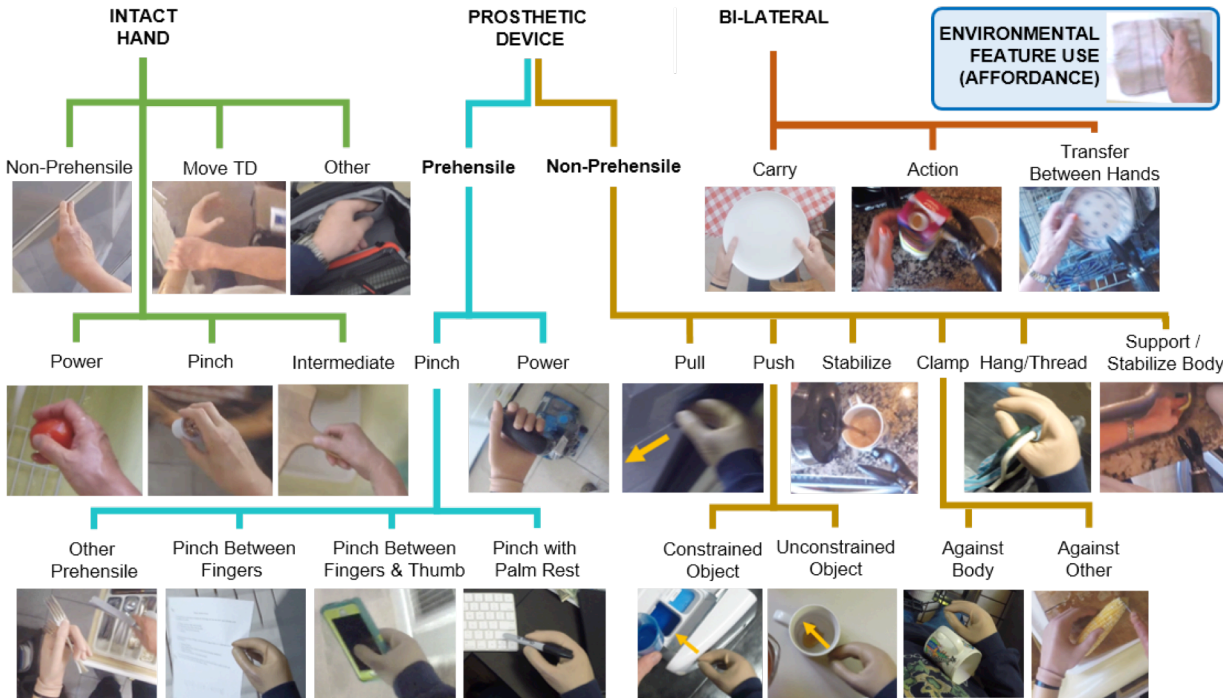 INTACT
HAND
PROSTHETIC
DEVICE
BI-LATERAL
ENVIRONMENTAL
FEATURE USE
(AFFORDANCE)
Non-Prehensile
Move TD
Other
Prehensile
Non-Prehensile
Carry
Action
Transfer
Between Hands
Power
Pinch
Intermediate
Pinch
Power
Pull
Push
Stabilize
Clamp
Hang/Thread
Support /
Stabilize Body
Other
Prehensile
Pinch Between
Fingers
Pinch Between
Fingers & Thumb
Pinch with
Palm Rest
Constrained
Object
Unconstrained
Object
Against
Body
Against
Other